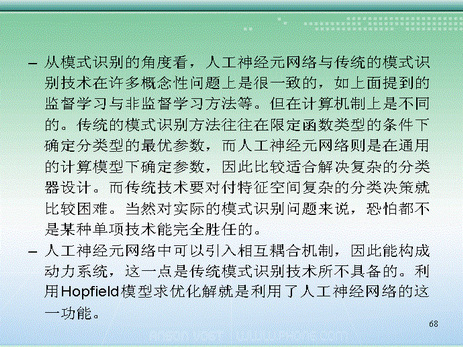 – 从模式识别的角度看，人工神经元网络与传统的模式识
别技术在许多概念性问题上是很一致的，如上面提到的
监督学习与非监督学习方法等。但在计算机制上是不同
的。传统的模式识别方法往往在限定函数类型的条件下
确定分类型的最优参数，而人工神经元网络则是在通用
的计算模型下确定参数，因此比较适合解决复杂的分类
器设计。而传统技术要对付特征空间复杂的分类决策就
比较困难。当然对实际的模式识别问题来说，恐怕都不
是某种单项技术能完全胜任的。
– 人工神经元网络中可以引入相互耦合机制，因此能构成
动力系统，这一点是传统模式识别技术所不具备的。利
用Hopfield模型求优化解就是利用了人工神经网络的这
一功能。
68